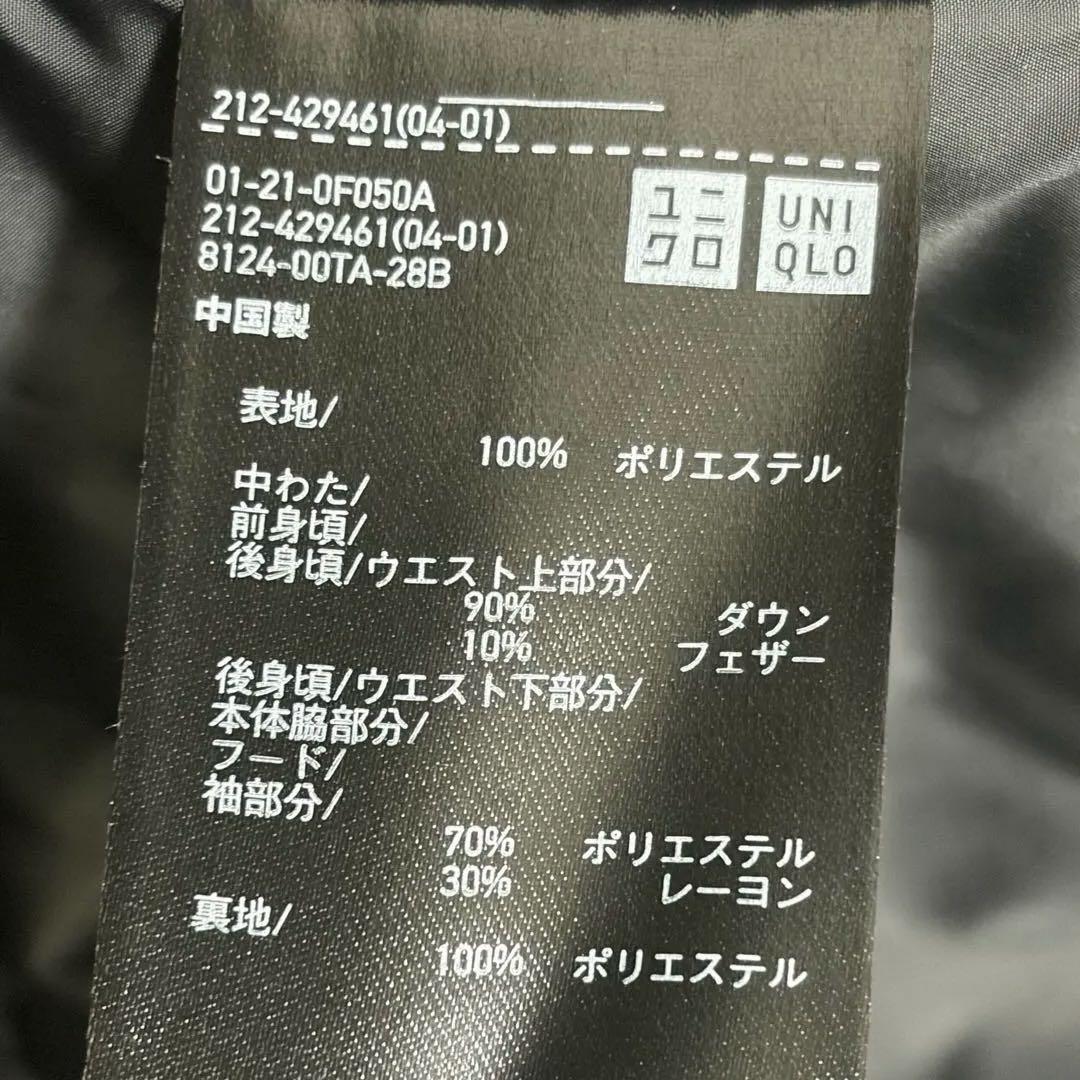 212-429461(04-01)
01-21-0F050A
212-429461(04-01)
8124-00TA-28B
ユニ
クロ
UNI
QLO
中国製
表地/
100% ポリエステル
中わた/
前身頃/
後身頃/ウエスト上部分/
90% ダウン
10% フェザー
後身頃/ウエスト下部分/
本体脇部分/
フード/
袖部分/
70% ポリエステル
30% レーヨン
裏地/
100% ポリエステル